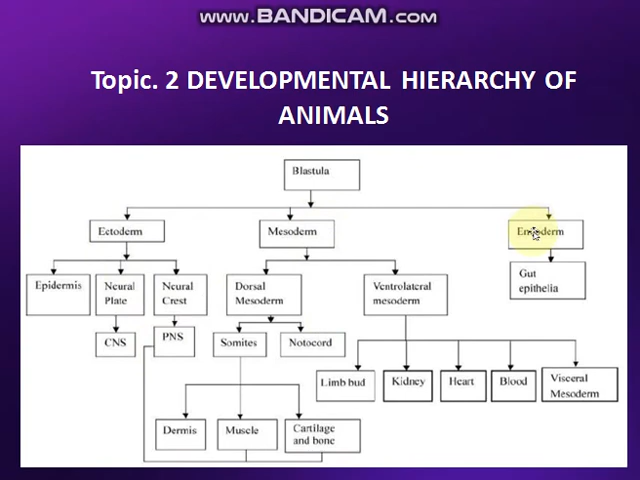 WWW.BANDICAM.COM
Topic. 2 DEVELOPMENTAL HIERARCHY OF
ANIMALS
Blastula
Ectoderm
Mesoderm
Endoderm
Epidermis
Neural
Plate
Neural
Crest
Dorsal
Mesoderm
Ventrolateral
mesoderm
Gut
epithelia
CNS
PNS
Somites
Notocord
Limb bud
Kidney
Heart
Blood
Visceral
Mesoderm
Dermis
Muscle
Cartilage
and bone